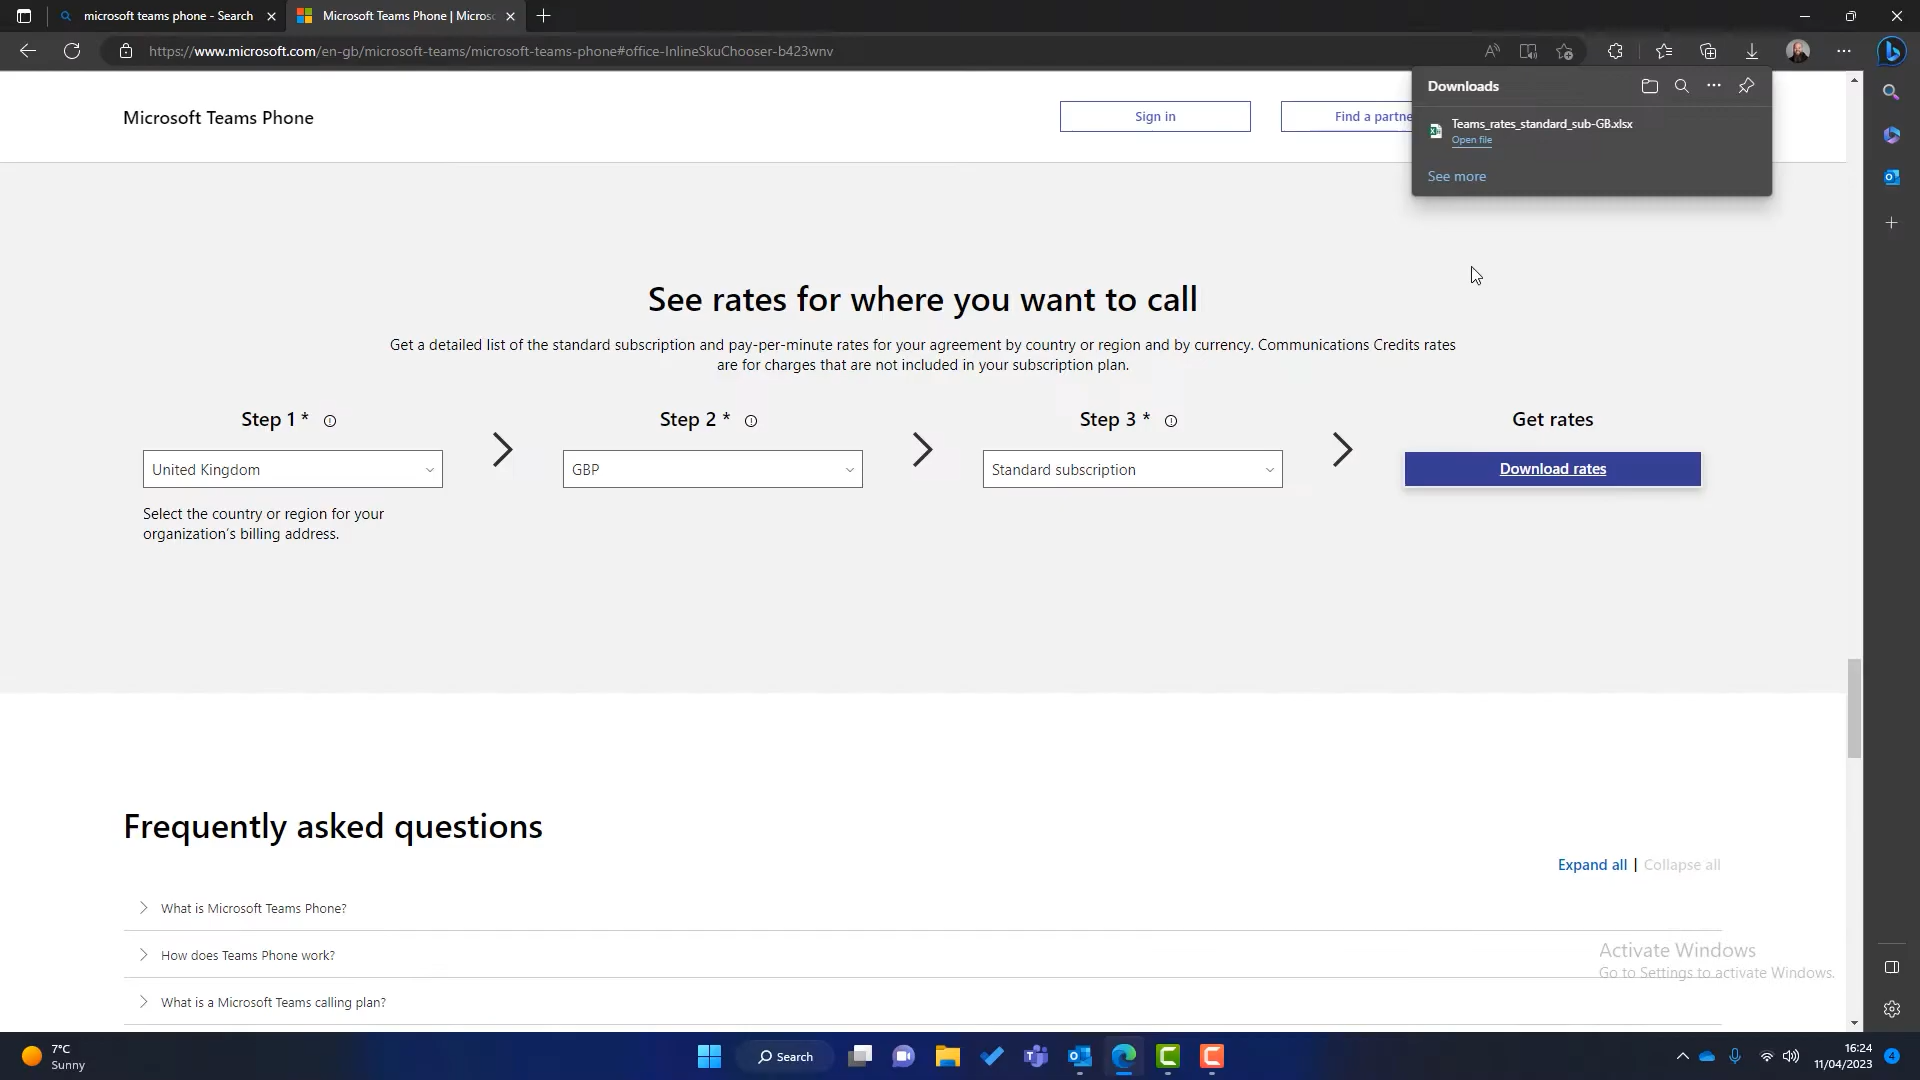 microsoft teams phone - Search
Microsoft Teams Phone | Micros
https://www.microsoft.com/en-gb/microsoft-teams/microsoft-teams-phone#office-InlineSkuChooser-b423wnv
Downloads
Teams_rates_standard_sub-GB.xlsx
Open file
See more
Microsoft Teams Phone
Sign in
Find a partne
See rates for where you want to call
Get a detailed list of the standard subscription and pay-per-minute rates for your agreement by country or region and by currency. Communications Credits rates
are for charges that are not included in your subscription plan.
Step 1 *
Step 2 *
Step 3 *
Get rates
United Kingdom
GBP
Standard subscription
Download rates
Select the country or region for your
organization's billing address.
Frequently asked questions
Expand all | Collapse all
What is Microsoft Teams Phone?
How does Teams Phone work?
What is a Microsoft Teams calling plan?
Activate Windows
Go to Settings to activate Windows.
7°C
Sunny
Search
16:24
11/04/2023
4